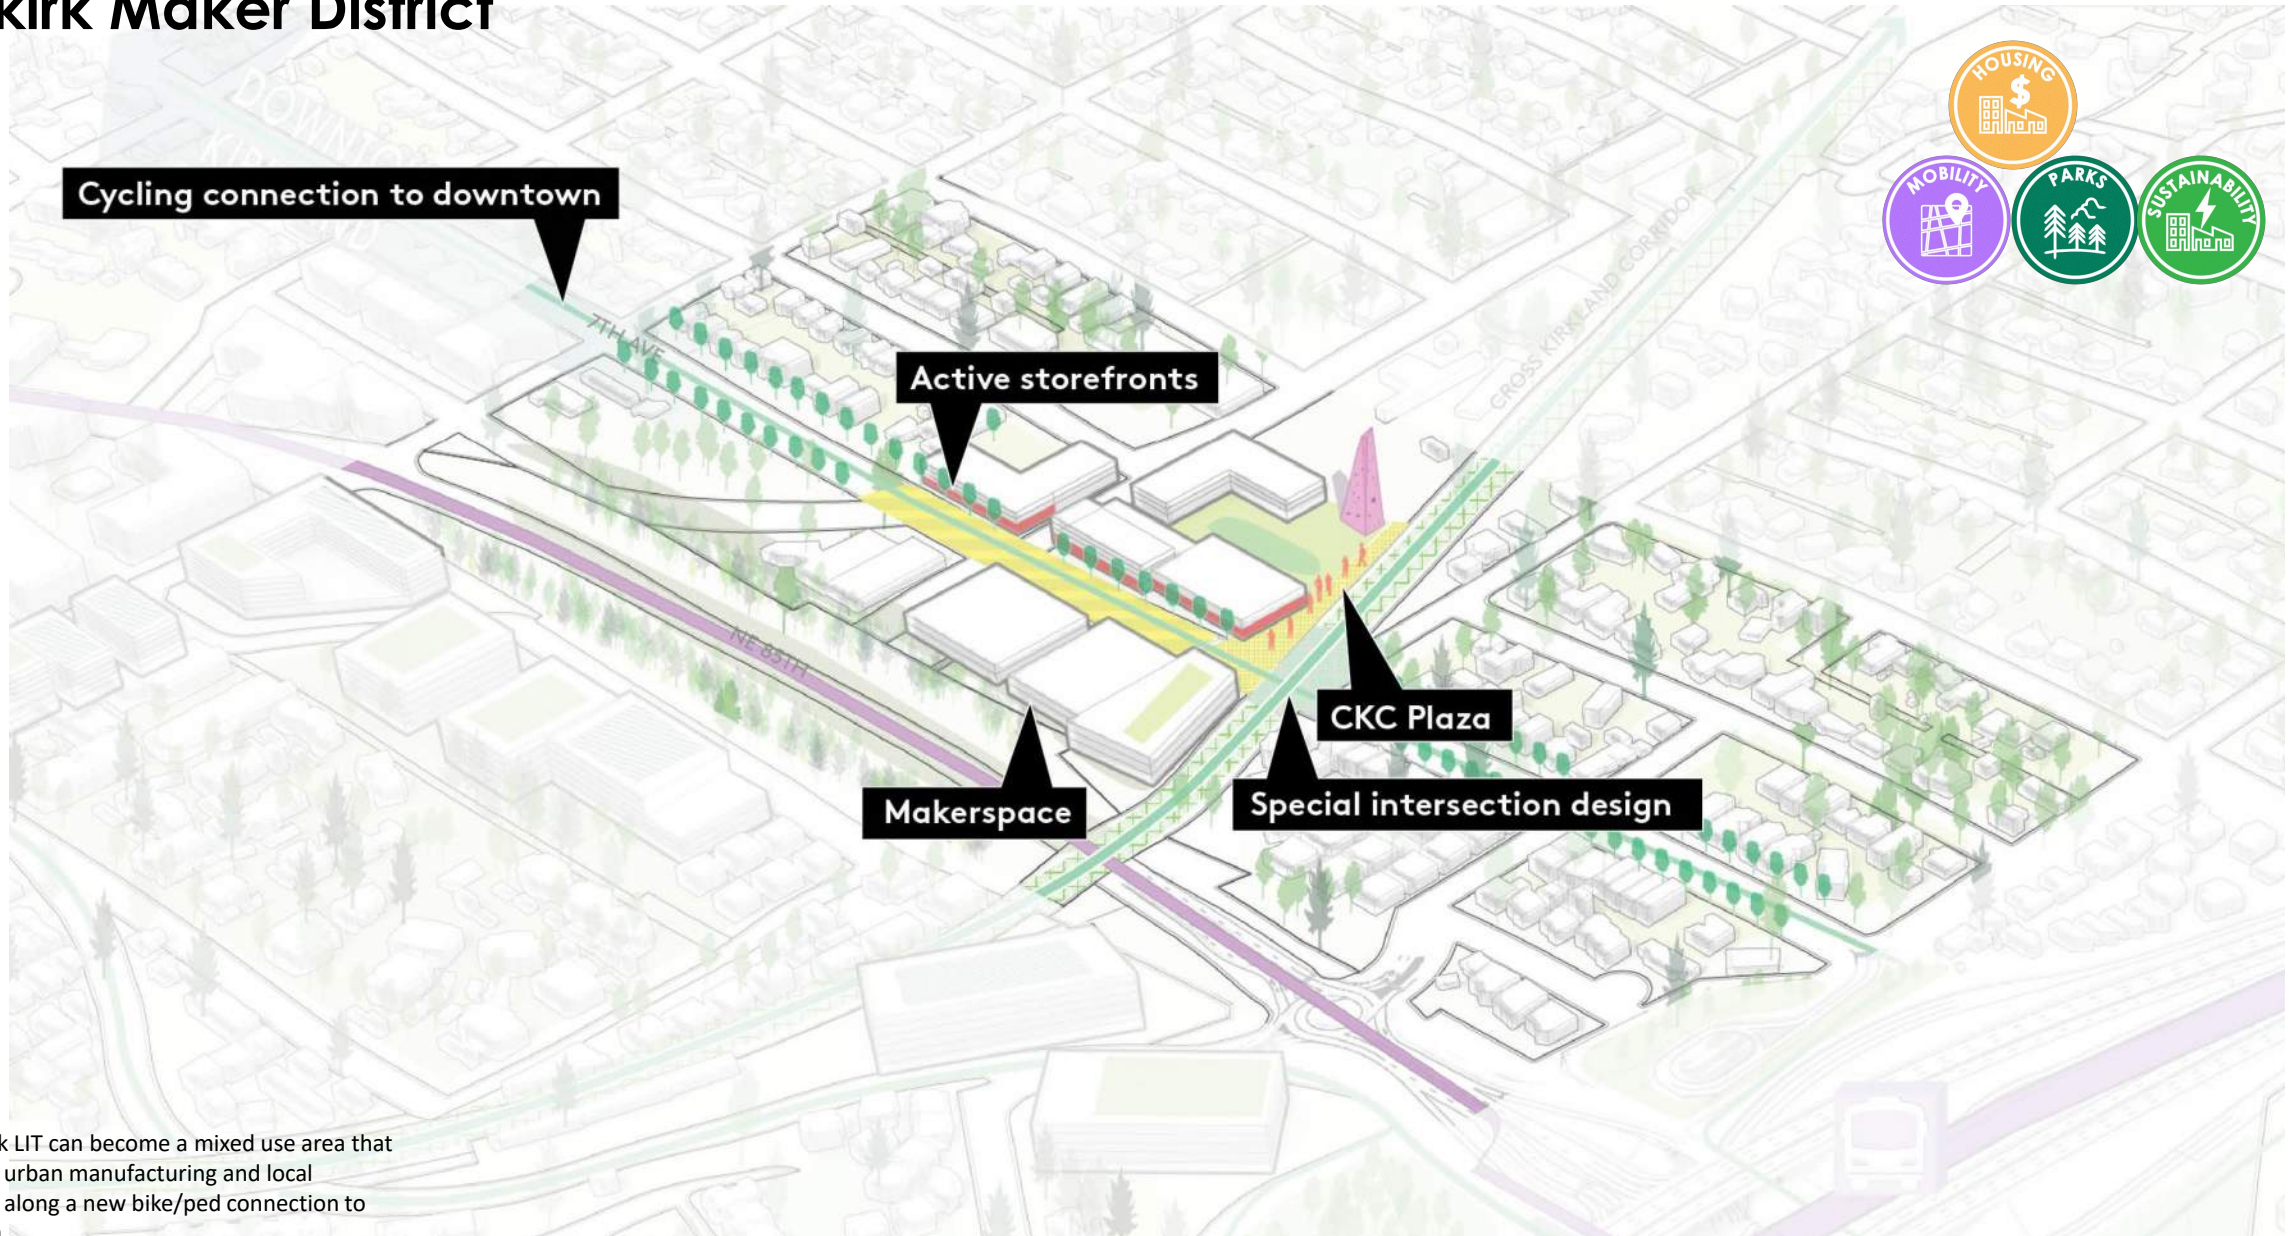 kirk Maker District
HOUSING
MOBILITY
PARKS
SUSTAINABILITY
DOWNTOWN
Cycling connection to downtown
7TH AVE
Active storefronts
CROSS KIRKLAND CORRIDOR
NE 85TH
CKC Plaza
Makerspace
Special intersection design
k LIT can become a mixed use area that
urban manufacturing and local
along a new bike/ped connection to